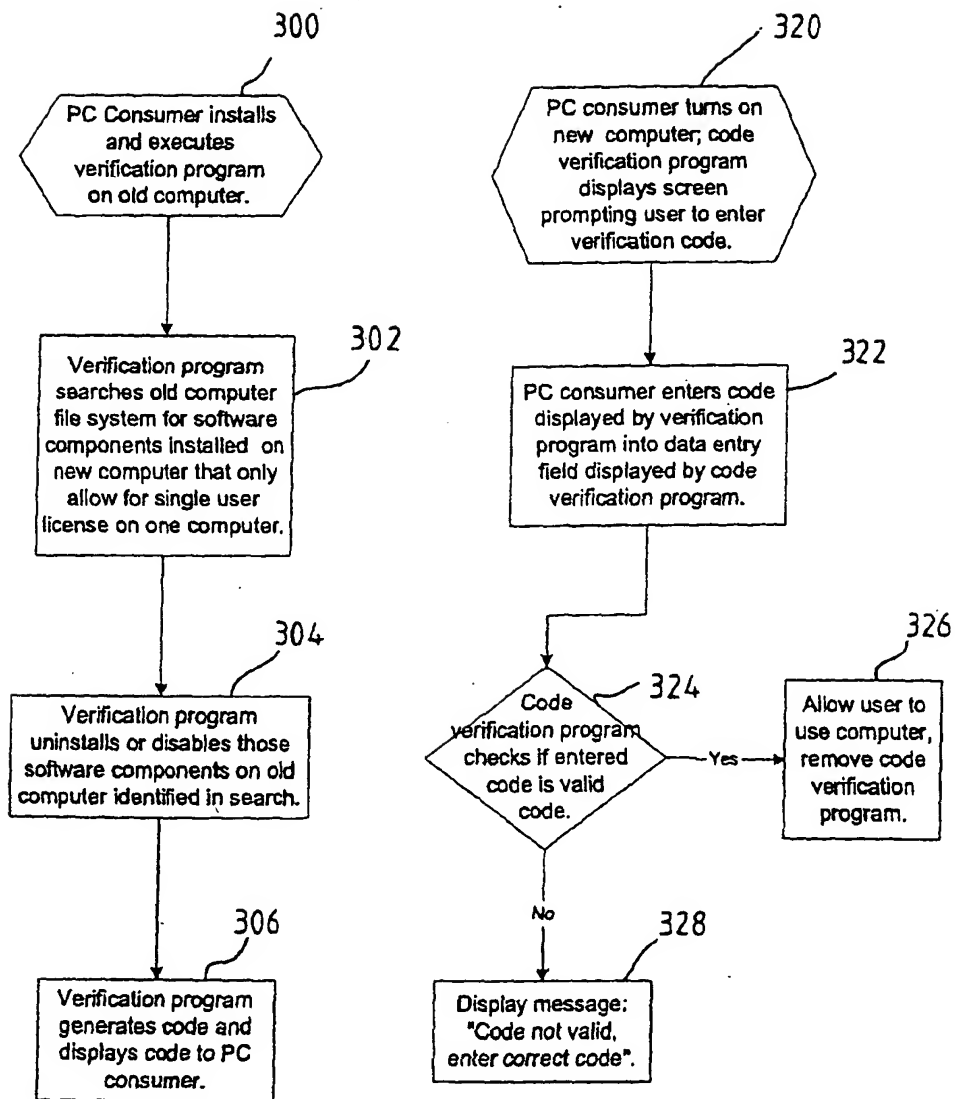 300
PC Consumer installs
and executes
verification program
on old computer.
302
Verification program
searches old computer
file system for software
components installed on
new computer that only
allow for single user
license on one computer.
304
Verification program
uninstalls or disables those
software components on old
computer identified in search.
306
Verification program
generates code and
displays code to PC
consumer.
320
PC consumer turns on
new computer; code
verification program
displays screen
prompting user to enter
verification code.
322
PC consumer enters code
displayed by verification
program into data entry
field displayed by code
verification program.
324
Code
verification program
checks if entered
code is valid
code.
Yes
326
Allow user to
use computer,
remove code
verification
program.
No
328
Display message:
"Code not valid,
enter correct code".